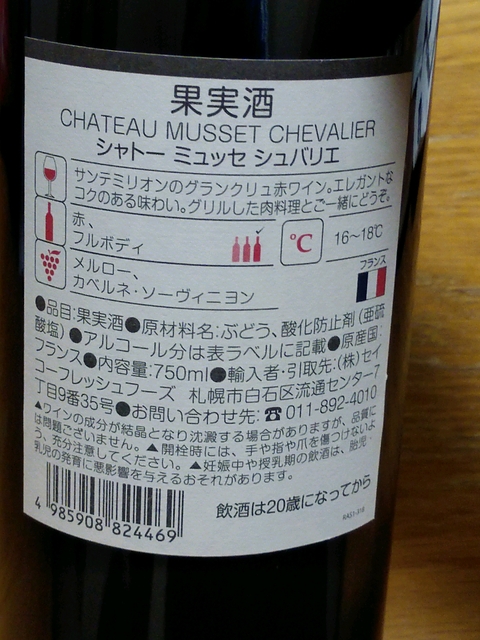 果実酒
CHATEAU MUSSET CHEVALIER
シャトー ミュッセ シュバリエ
サンテミリオンのグランクリュ赤ワイン。エレガントな
コクのある味わい。グリルした肉料理とご一緒にどうぞ。
赤、
フルボディ
℃
16〜18℃
メルロー、
カベルネ・ソーヴィニヨン
フランス
●品目:果実酒●原材料名:ぶどう、酸化防止剤(亜硫
酸塩)●アルコール分は表ラベルに記載●原産国:
フランス●内容量:750ml●輸入者・引取先:(株)セイ
コーフレッシュフーズ 札幌市白石区流通センター7
丁目9番35号●お問い合わせ先:☎011-892-4010
▲ワインの成分が結晶となり沈澱する場合がありますが、品質に
は問題ございません。▲開栓時には、手や指や爪を傷つけないよ
う、充分注意してください。▲妊娠中や授乳期の飲酒は、胎児・
乳児の発育に悪影響を与えるおそれがあります。
飲酒は20歳になってから
4 985908 824469